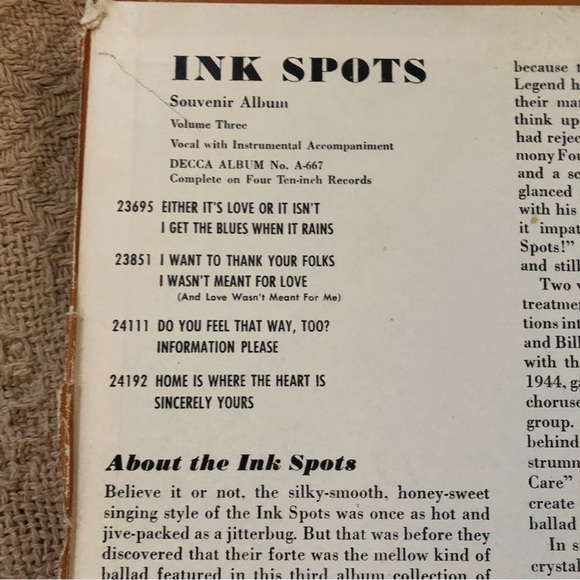 INK SPOTS
Souvenir Album
Volume Three
Vocal with Instrumental Accompaniment
DECCA ALBUM No. A-667
Complete on Four Ten-inch Records
23695 EITHER IT'S LOVE OR IT ISN'T
I GET THE BLUES WHEN IT RAINS
23851 I WANT TO THANK YOUR FOLKS
I WASN'T MEANT FOR LOVE
(And Love Wasn't Meant For Me)
24111 DO YOU FEEL THAT WAY, TOO?
INFORMATION PLEASE
24192 HOME IS WHERE THE HEART IS
SINCERELY YOURS
About the Ink Spots
Believe it or not, the silky-smooth, honey-sweet
singing style of the Ink Spots was once as hot and
jive-packed as a jitterbug. But that was before they
discovered that their forte was the mellow kind of
ballad featured in this third album collection of
because
Legend
their
think up
had
mony Fou
and a
glanced
with his
it
Spots!"
and still
Two
treatmen
tions
and Bill
with
1944,
choruse
group.
behind
strumn
Care"
create
ballad
In
crystal